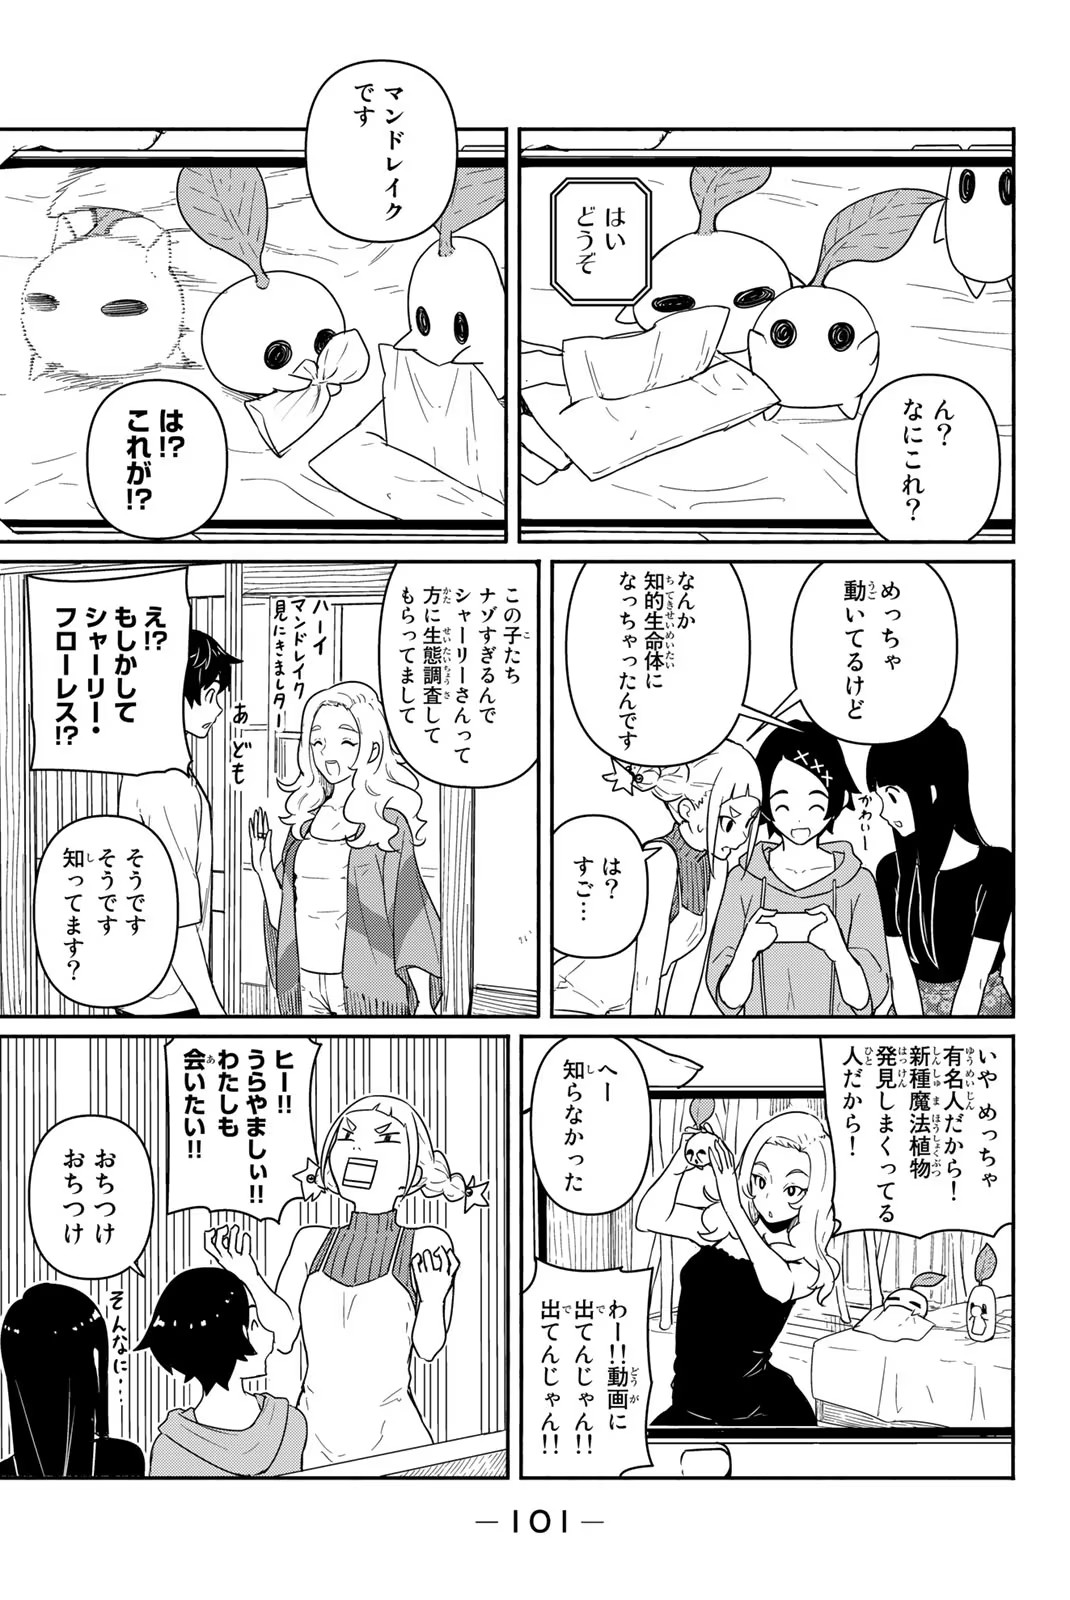 はい
どうぞ
ん？
なにこれ？
マンドレイク
です
は!?
これが!?
めっちゃ
動いてるけど
なんか
知的生命体に
なっちゃったんです
かわいー
は？
すご…
この子たち
ナゾすぎるんで
シャーリーさんって
方に生態調査して
もらってまして
ハーイ
マンドレイク
見にきましター
あ
ども
え!?
もしかして
シャーリー・
フローレス!?
そうです
そうです
知ってます？
いや めっちゃ
有名人だから！
新種魔法植物
発見しまくってる
人だから！
へー
知らなかった
わー!!動画に
出てんじゃん!!
出てんじゃん!!
ヒー!!
うらやましい!!
わたしも
会いたい!!
おちつけ
おちつけ
そんなに…
— 101 —